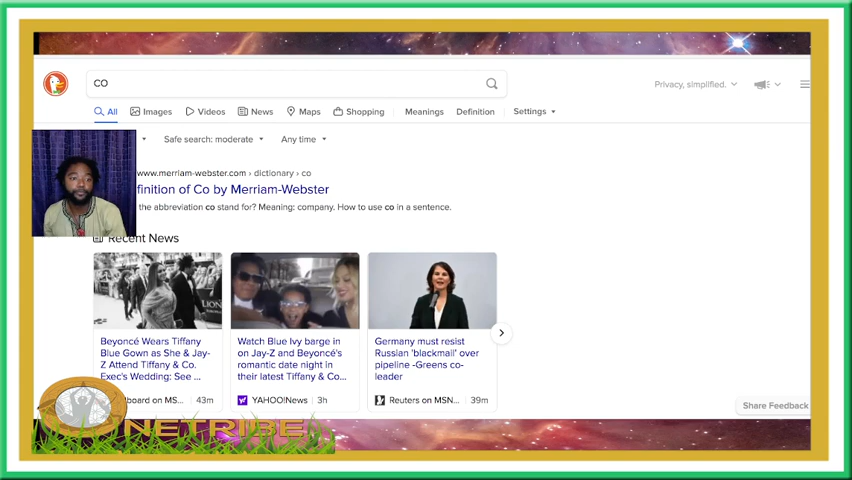 CO
Privacy, simplified.
All Images Videos News Maps Shopping Meanings Definition Settings
Safe search: moderate Any time
www.merriam-webster.com › dictionary › co
finition of Co by Merriam-Webster
the abbreviation co stand for? Meaning: company. How to use co in a sentence.
Recent News
LION
Beyoncé Wears Tiffany
Blue Gown as She & Jay-
Z Attend Tiffany & Co.
Exec's Wedding: See ...
board on MS... 43m
Watch Blue Ivy barge in
on Jay-Z and Beyoncé's
romantic date night in
their latest Tiffany & Co...
YAHOO!News 3h
Germany must resist
Russian 'blackmail' over
pipeline -Greens co-
leader
Reuters on MSN... 39m
Share Feedback
NETRIBE